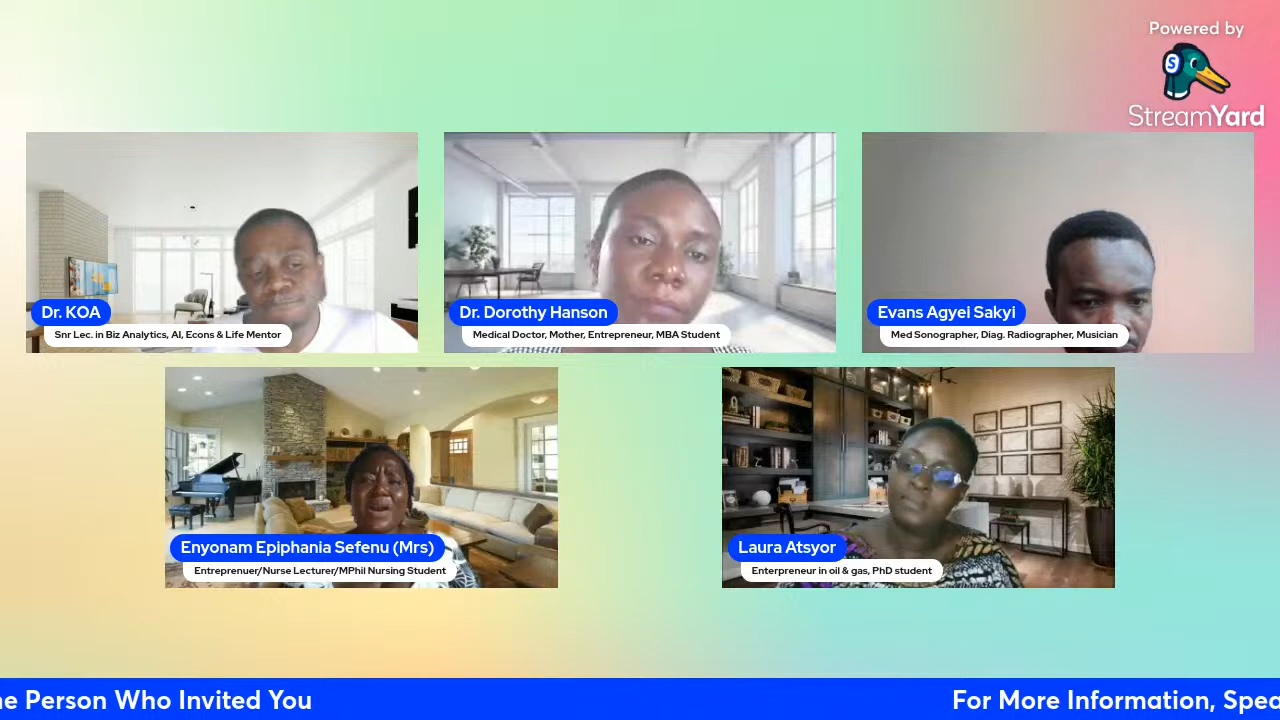 Powered by
S
StreamYard
Dr. KOA
Snr Lec. in Biz Analytics, AI, Econs & Life Mentor
Dr. Dorothy Hanson
Medical Doctor, Mother, Entrepreneur, MBA Student
Evans Agyei Sakyi
Med Sonographer, Diag. Radiographer, Musician
Enyonam Epiphania Sefenu (Mrs)
Entreprenuer/Nurse Lecturer/MPhil Nursing Student
Laura Atsyor
Enterpreneur in oil & gas, PhD student
Person Who Invited You
For More Information,